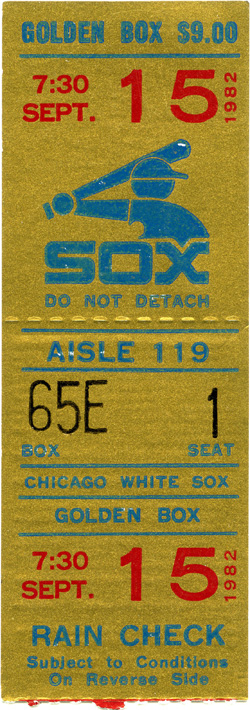 GOLDEN BOX $9.00
7:30
SEPT. 15 1982
SOX
DO NOT DETACH
AISLE 119
65E 1
BOX SEAT
CHICAGO WHITE SOX
GOLDEN BOX
7:30
SEPT. 15 1982
RAIN CHECK
Subject to Conditions
On Reverse Side